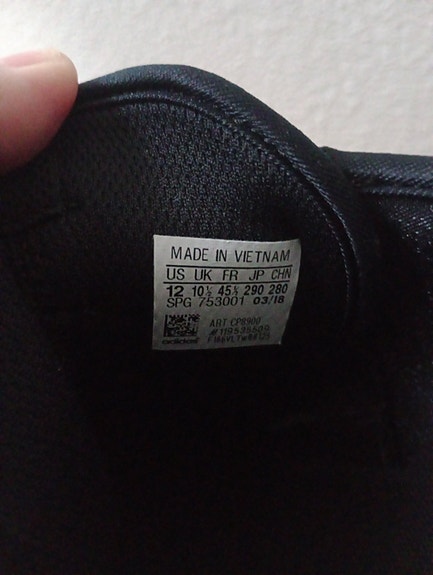 MADE IN VIETNAM
US UK FR JP CHN
12 10½ 45⅓ 290 280
SPG 753001 03/18
ART CP8900
adidas